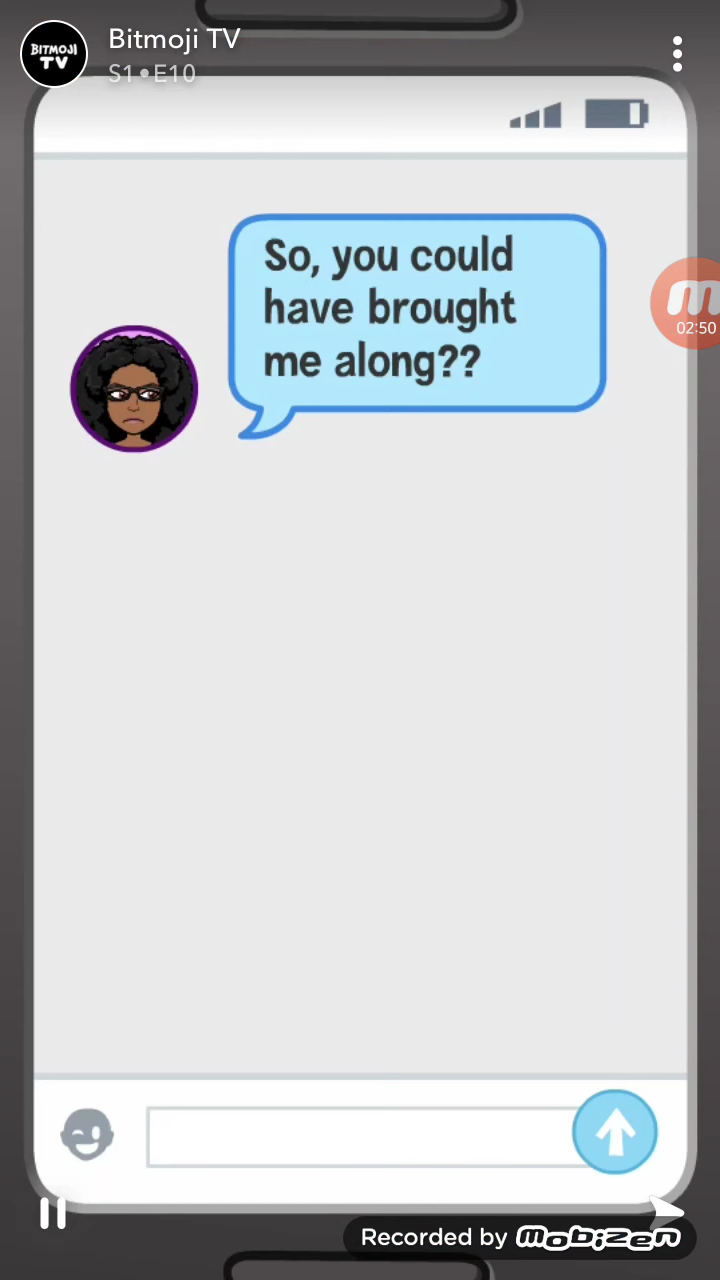 BITMOJI
TV
Bitmoji TV
S1•E10
So, you could
have brought
me along??
02:50
Recorded by mobizen